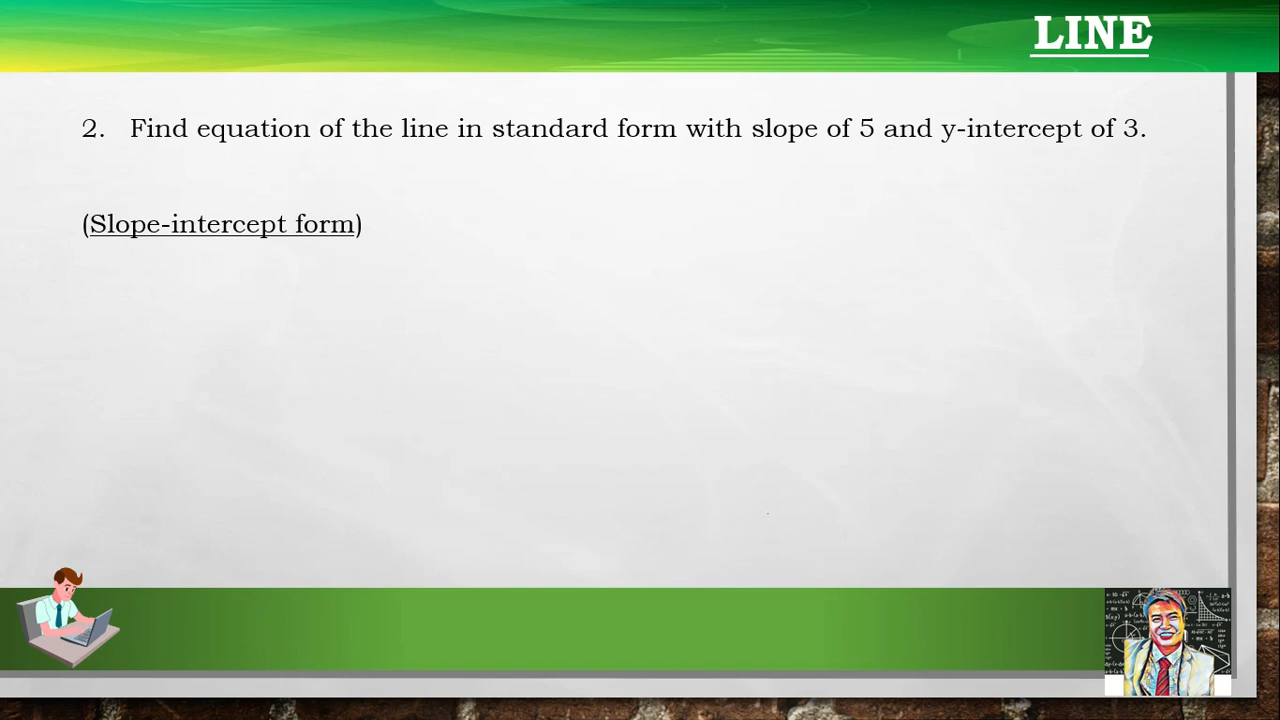 LINE
2. Find equation of the line in standard form with slope of 5 and y-intercept of 3.
(Slope-intercept form)